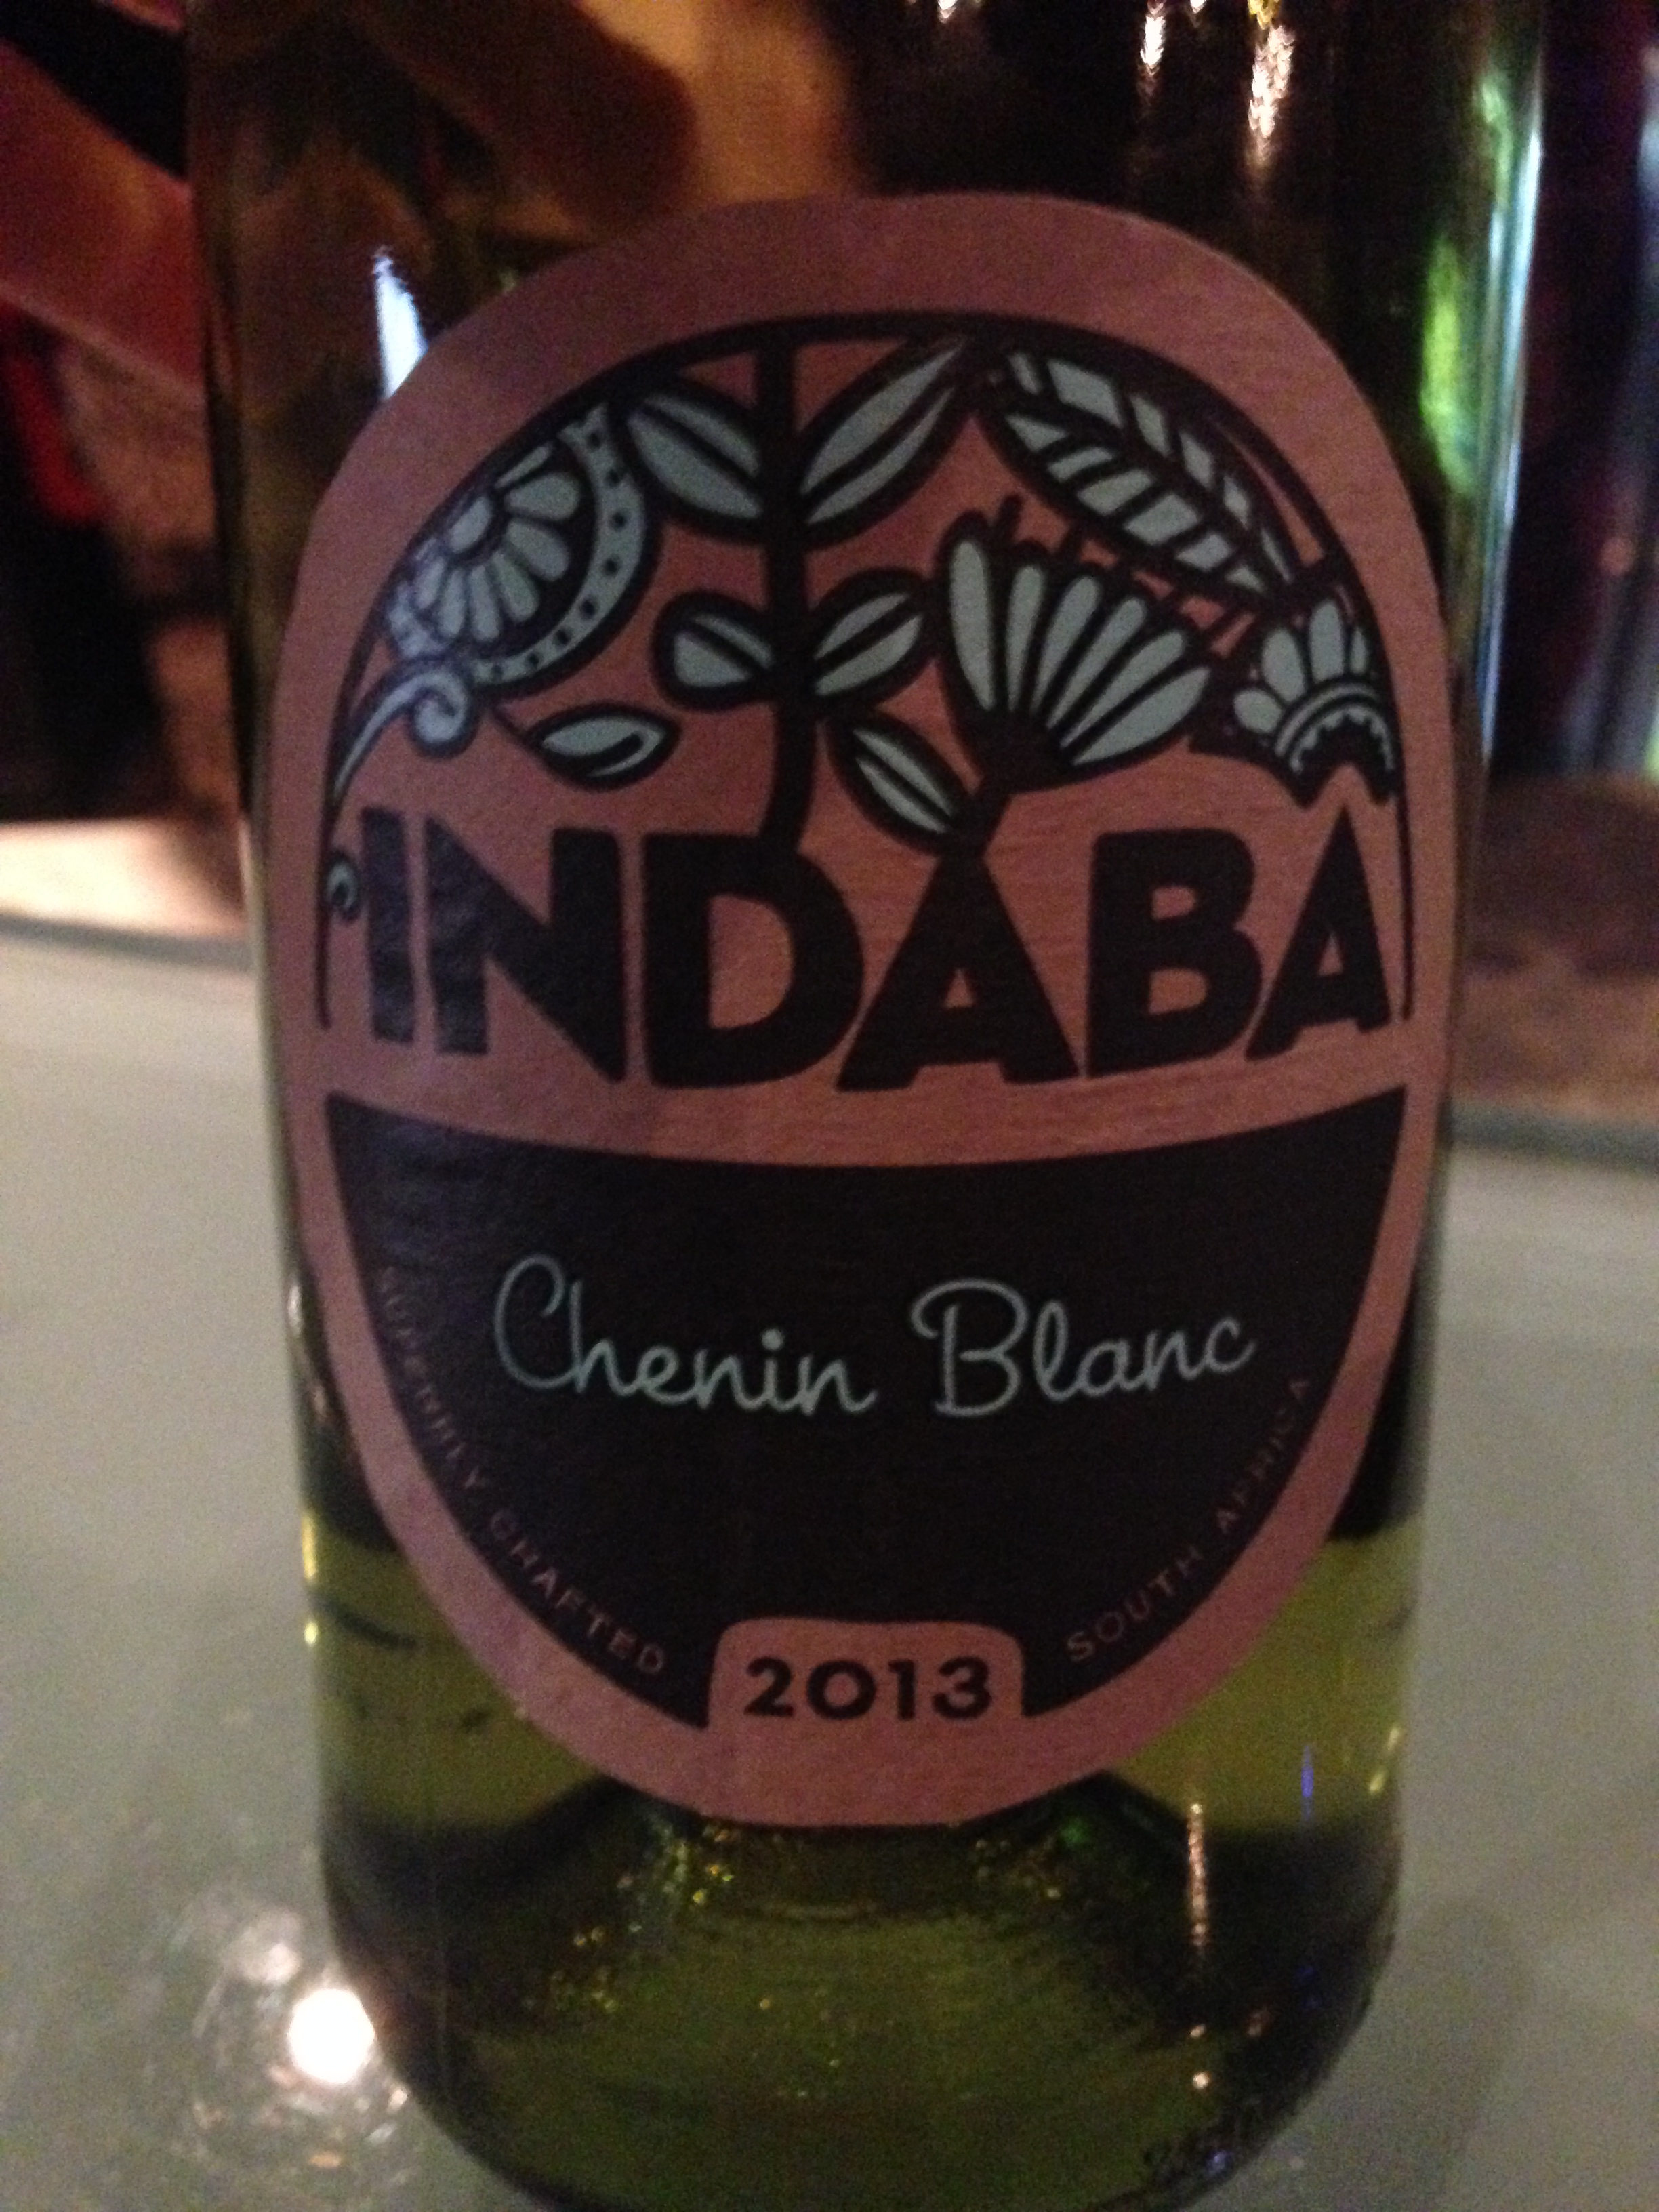 INDABA
Chenin Blanc
SUPERBLY CRAFTED
SOUTH AFRICA
2013